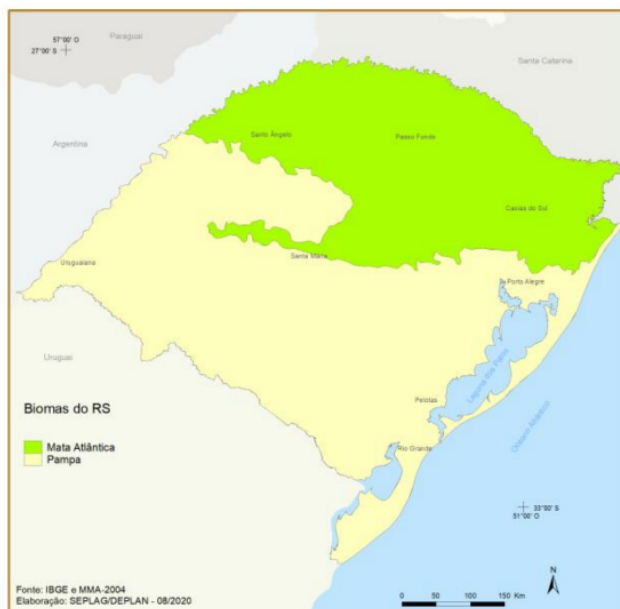 Paraguai
57°00' O
27°00' S
Santa Catarina
Argentina
Santo Ângelo
Passo Fundo
Caxias do Sul
Uruguaiana
Santa Maria
Porto Alegre
Uruguai
Laguna dos Patos
Pelotas
Oceano Atlântico
Biomas do RS
Mata Atlântica
Pampa
Rio Grande
33°00' S
51°00' O
Fonte: IBGE e MMA-2004
Elaboração: SEPLAG/DEPLAN - 08/2020
0 50 100 150 Km
N